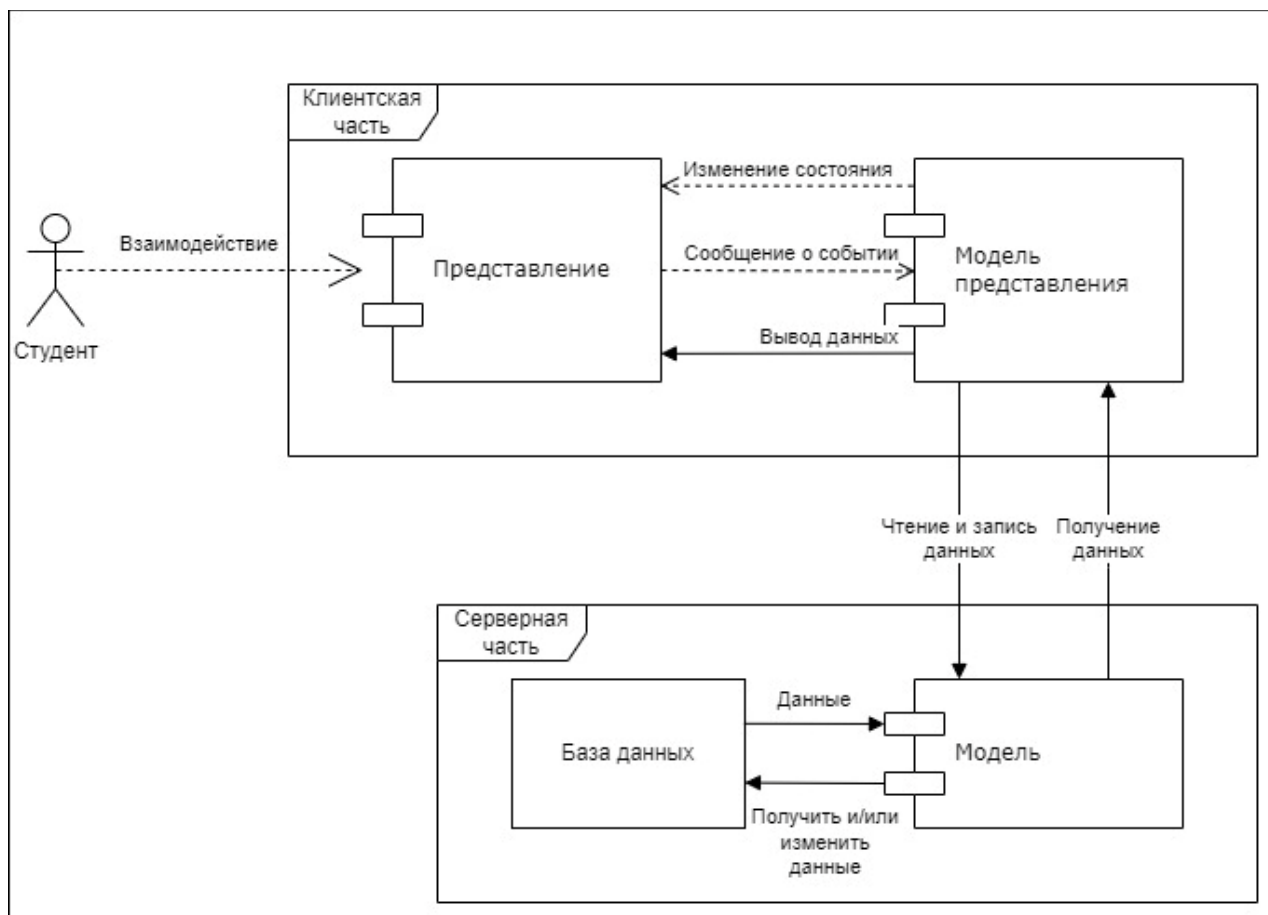 Клиентская
часть
Изменение состояния
Взаимодействие
Сообщение о событии
Представление
Модель
представления
Вывод данных
Студент
Чтение и запись
данных
Получение
данных
Серверная
часть
Данные
База данных
Модель
Получить и/или
изменить
данные